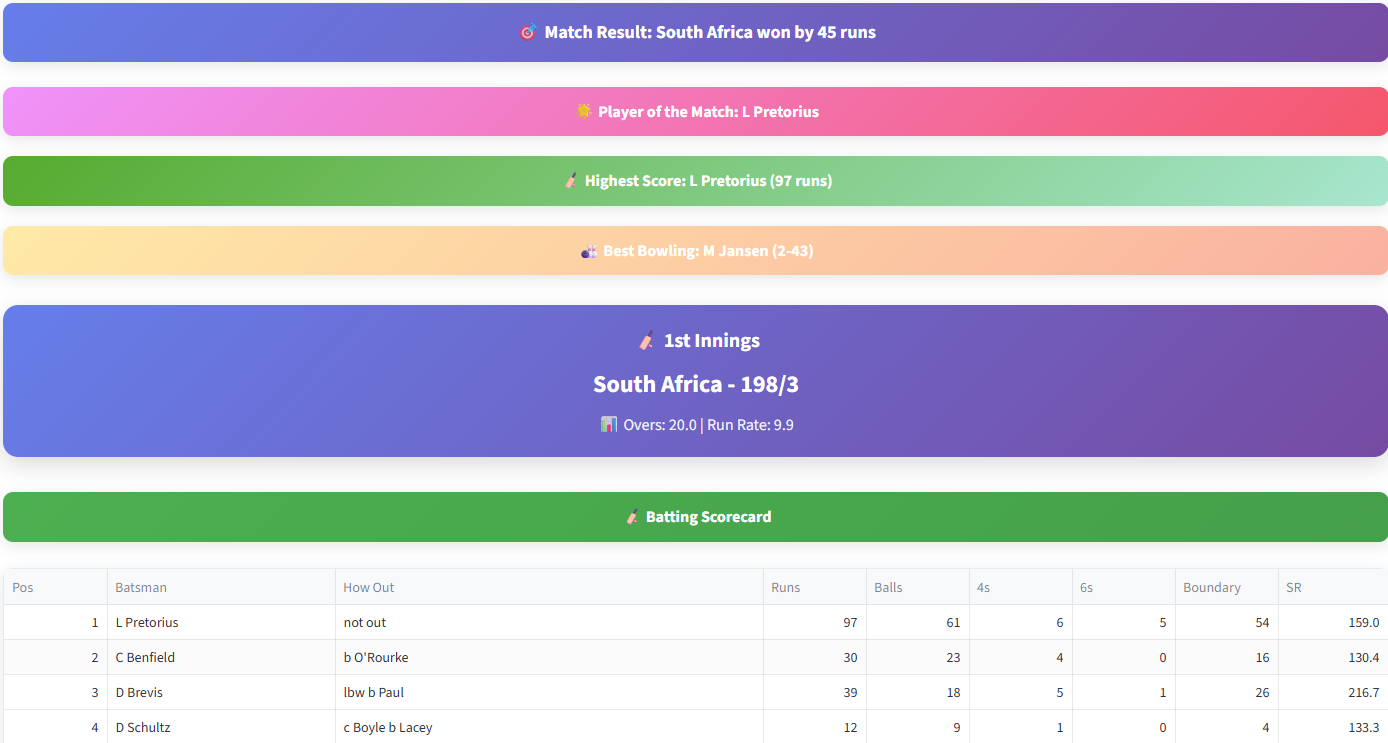 🎯 Match Result: South Africa won by 45 runs
🌟 Player of the Match: L Pretorius
🏏 Highest Score: L Pretorius (97 runs)
🎳 Best Bowling: M Jansen (2-43)
🏏 1st Innings
South Africa - 198/3
📊 Overs: 20.0 | Run Rate: 9.9
🏏 Batting Scorecard
Pos Batsman How Out Runs Balls 4s 6s Boundary SR
1 L Pretorius not out 97 61 6 5 54 159.0
2 C Benfield b O'Rourke 30 23 4 0 16 130.4
3 D Brevis lbw b Paul 39 18 5 1 26 216.7
4 D Schultz c Boyle b Lacey 12 9 1 0 4 133.3